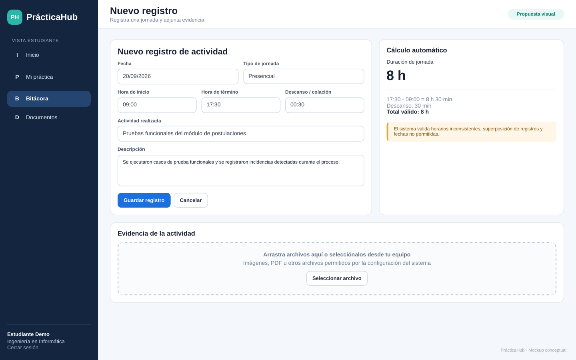 PH PrácticaHub
VISTA ESTUDIANTE
I Inicio
P Mi práctica
B Bitácora
D Documentos
Estudiante Demo
Ingeniería en Informática
Cerrar sesión
Nuevo registro
Registra una jornada y adjunta evidencia
Propuesta visual
Nuevo registro de actividad
Fecha
Tipo de jornada
20/09/2026
Presencial
Hora de inicio
Hora de término
Descanso / colación
09:00
17:30
00:30
Actividad realizada
Pruebas funcionales del módulo de postulaciones
Descripción
Se ejecutaron casos de prueba funcionales y se registraron incidencias detectadas durante el proceso.
Guardar registro
Cancelar
Cálculo automático
Duración de jornada
8 h
17:30 - 09:00 = 8 h 30 min
Descanso: 30 min
Total válido: 8 h
El sistema valida horarios inconsistentes, superposición de registros y
fechas no permitidas.
Evidencia de la actividad
Arrastra archivos aquí o selecciónalos desde tu equipo
Imágenes, PDF u otros archivos permitidos por la configuración del sistema
Seleccionar archivo
PrácticaHub · Mockup conceptual